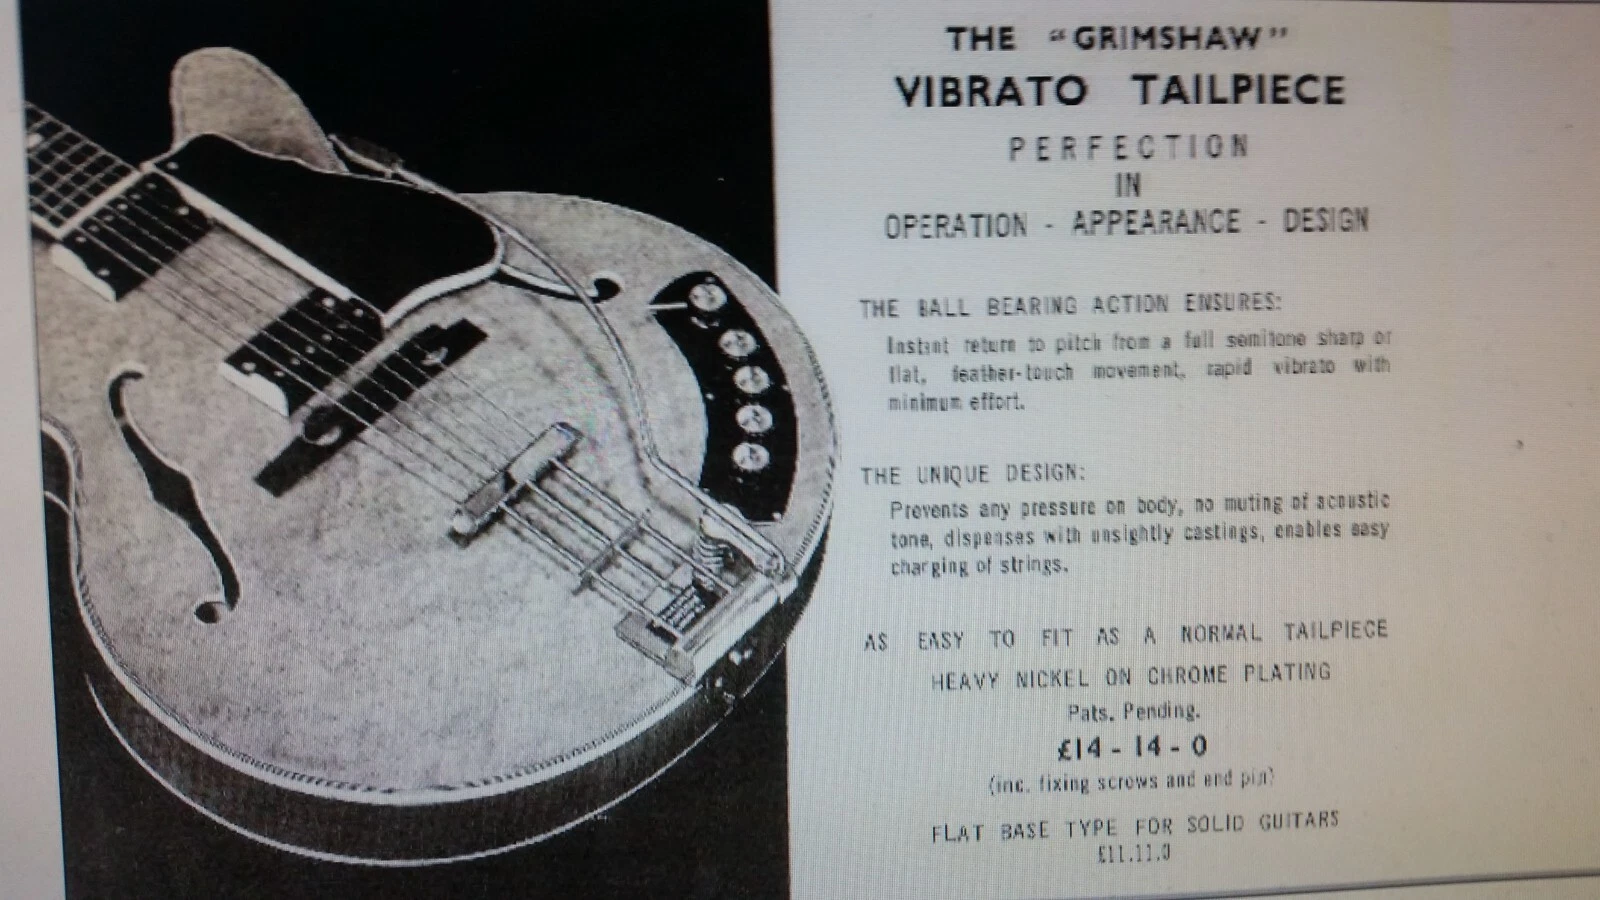 THE "GRIMSHAW"
VIBRATO TAILPIECE
PERFECTION
IN
OPERATION - APPEARANCE - DESIGN
THE BALL BEARING ACTION ENSURES:
Instant return to pitch from a full semitone sharp or
flat, feather-touch movement, rapid vibrato with
minimum effort.
THE UNIQUE DESIGN:
Prevents any pressure on body, no muting of acoustic
tone, dispenses with unsightly castings, enables easy
charging of strings.
AS EASY TO FIT AS A NORMAL TAILPIECE
HEAVY NICKEL ON CHROME PLATING
Pats. Pending.
£14 - 14 - 0
(inc. fixing screws and end pin)
FLAT BASE TYPE FOR SOLID GUITARS
£11.11.0